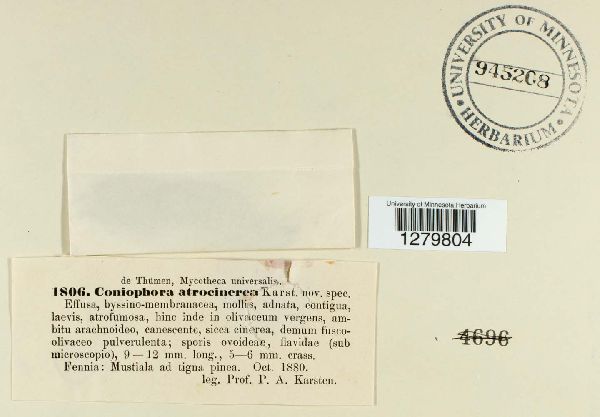 UNIVERSITY OF MINNESOTA
945208
HERBARIUM
University of Minnesota Herbarium
1279804
de Thümen, Mycotheca universalis.
1806. Coniophora atrocinerea Karst. nov. spec.
Effusa, byssino-membranacea, mollis, adnata, contigua,
laevis, atrofumosa, hinc inde in olivaceum vergens, am-
bitu arachnoideo, canescente, sicca cinerea, demum fusco-
olivaceo pulverulenta; sporis ovoideae, flavidae (sub
microscopio), 9—12 mm. long., 5—6 mm. crass.
Fennia: Mustiala ad tigna pinea. Oct. 1880.
leg. Prof. P. A. Karsten.
4696